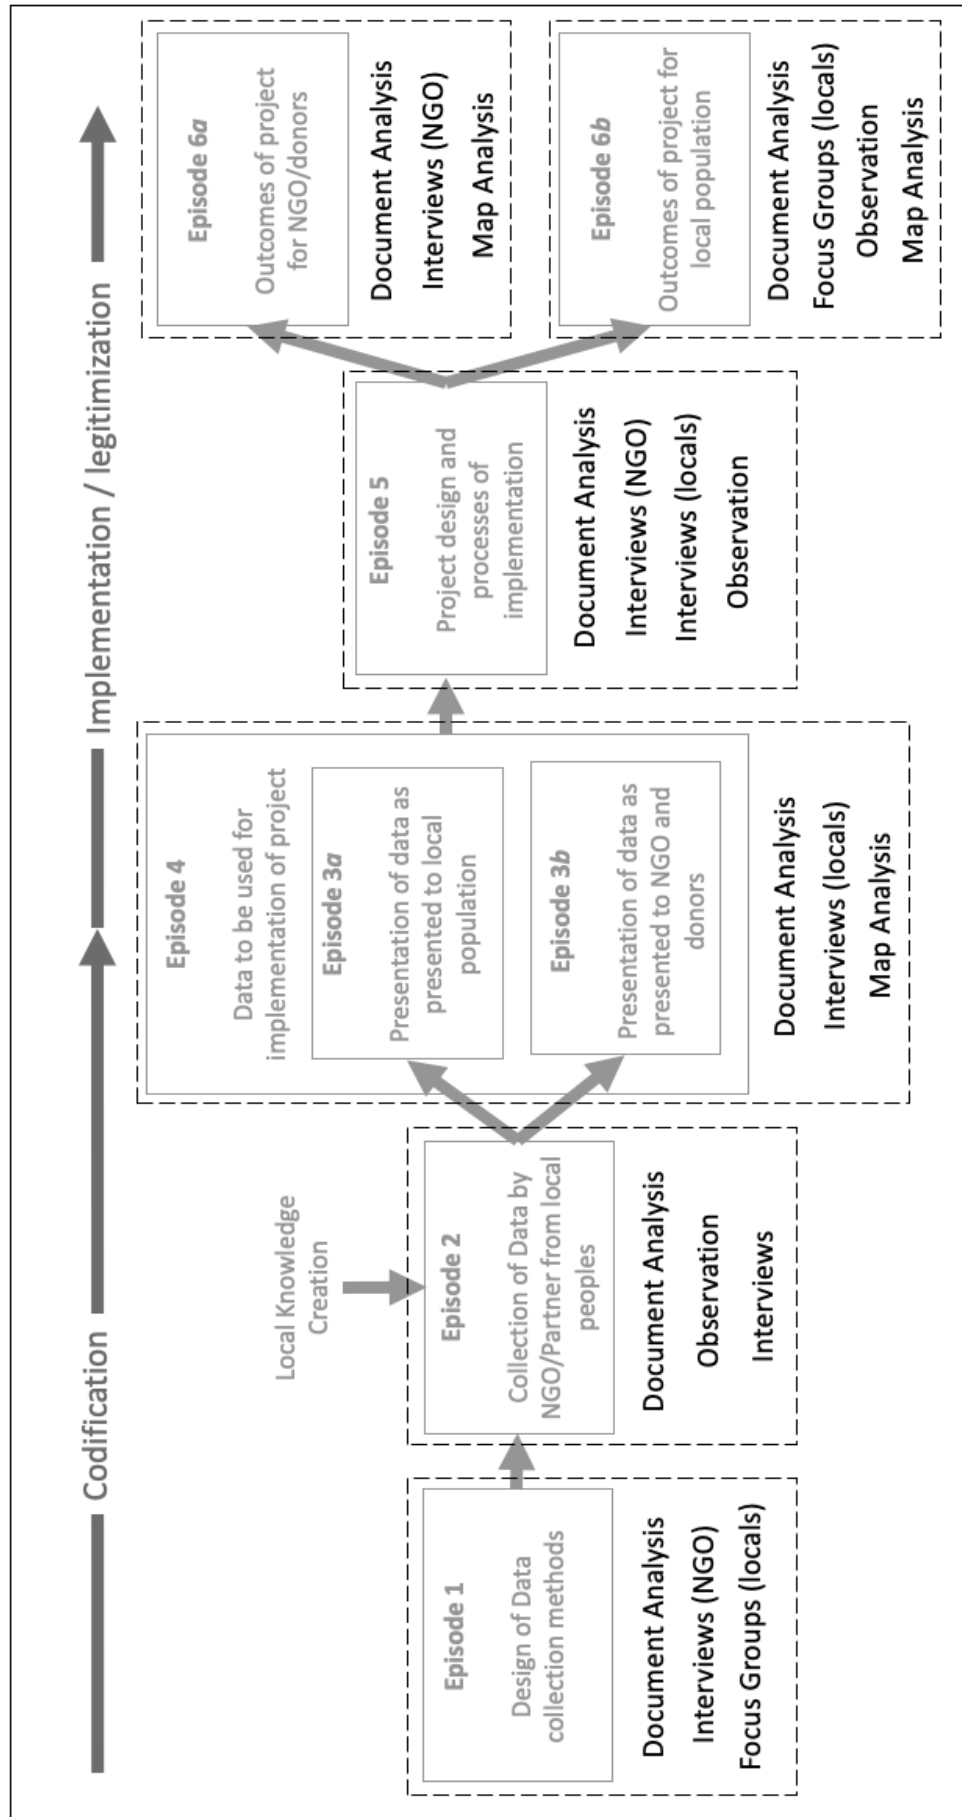 Codification
Implementation / legitimization
Episode 1
Design of Data
collection methods
Document Analysis
Interviews (NGO)
Focus Groups (locals)
Local Knowledge
Creation
Episode 2
Collection of Data by
NGO/Partner from local
peoples
Document Analysis
Observation
Interviews
Episode 4
Data to be used for
implementation of project
Episode 3a
Presentation of data as
presented to local
population
Episode 3b
Presentation of data as
presented to NGO and
donors
Document Analysis
Interviews (locals)
Map Analysis
Episode 5
Project design and
processes of
implementation
Document Analysis
Interviews (NGO)
Interviews (locals)
Observation
Episode 6a
Outcomes of project
for NGO/donors
Document Analysis
Interviews (NGO)
Map Analysis
Episode 6b
Outcomes of project for
local population
Document Analysis
Focus Groups (locals)
Observation
Map Analysis